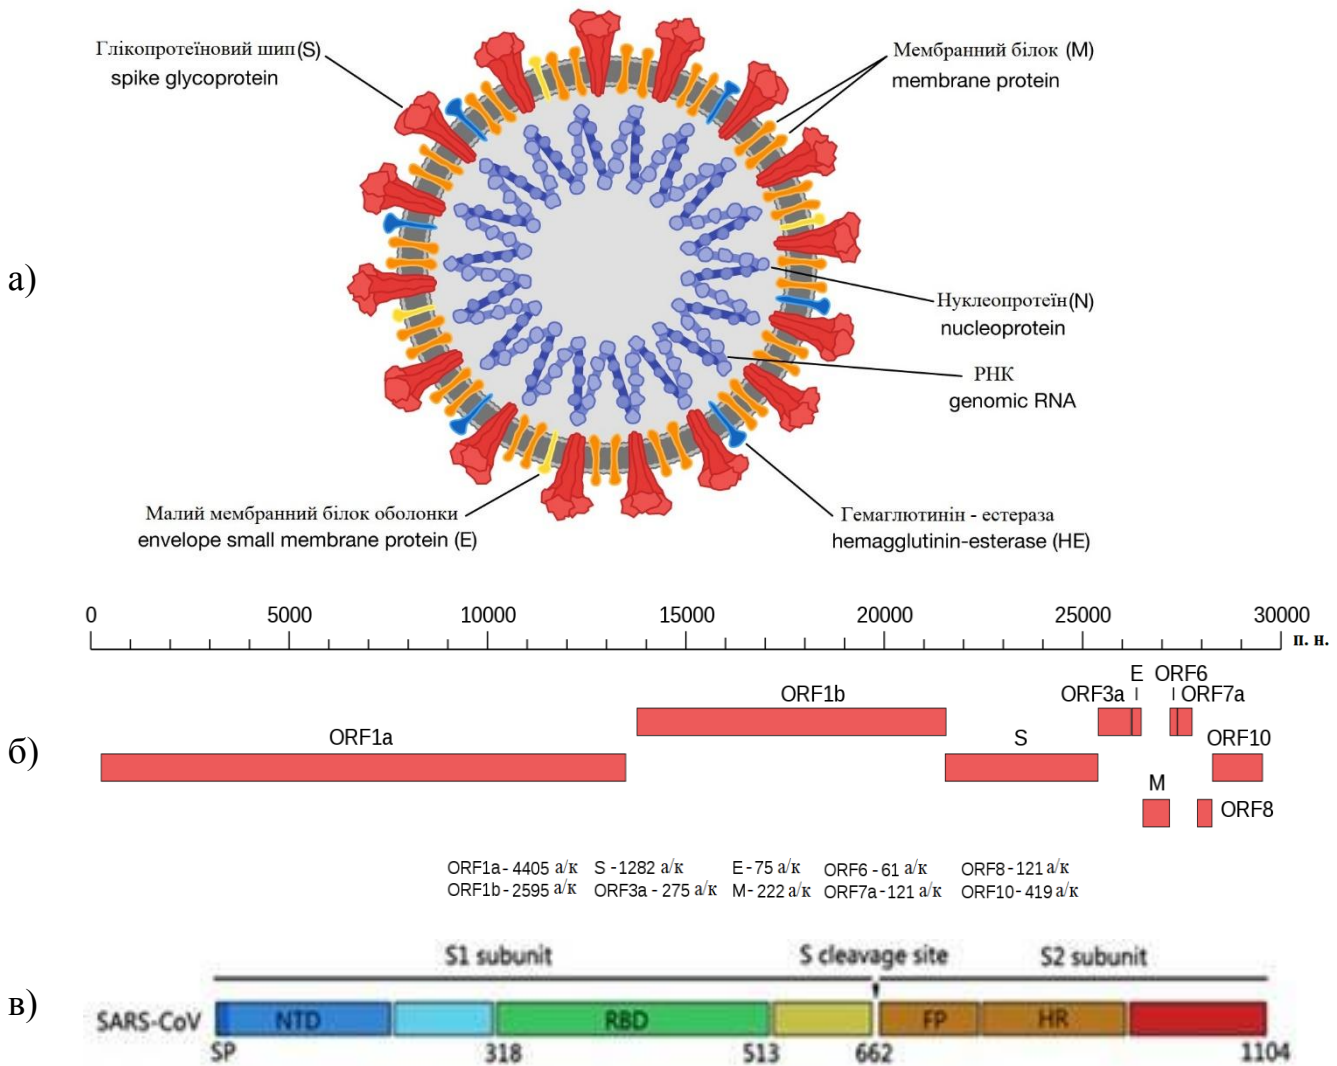 Глікопротеїновий шип(S)
spike glycoprotein
Мембранний білок (M)
membrane protein
а)
Нуклеопротеїн(N)
nucleoprotein
РНК
genomic RNA
Малий мембранний білок оболонки
envelope small membrane protein (E)
Гемаглютинін - естераза
hemagglutinin-esterase (HE)
0 5000 10000 15000 20000 25000 30000
п. н.
E ORF6
ORF1b ORF3a ORF7a
б)
ORF1a S ORF10
M
ORF8
ORF1a - 4405 а/к S -1282 а/к E -75 а/к ORF6 - 61 а/к ORF8 - 121 а/к
ORF1b - 2595 а/к ORF3a - 275 а/к M - 222 а/к ORF7a -121 а/к ORF10 - 419 а/к
S1 subunit S cleavage site S2 subunit
в)
SARS-CoV NTD RBD FP HR
SP 318 513 662 1104